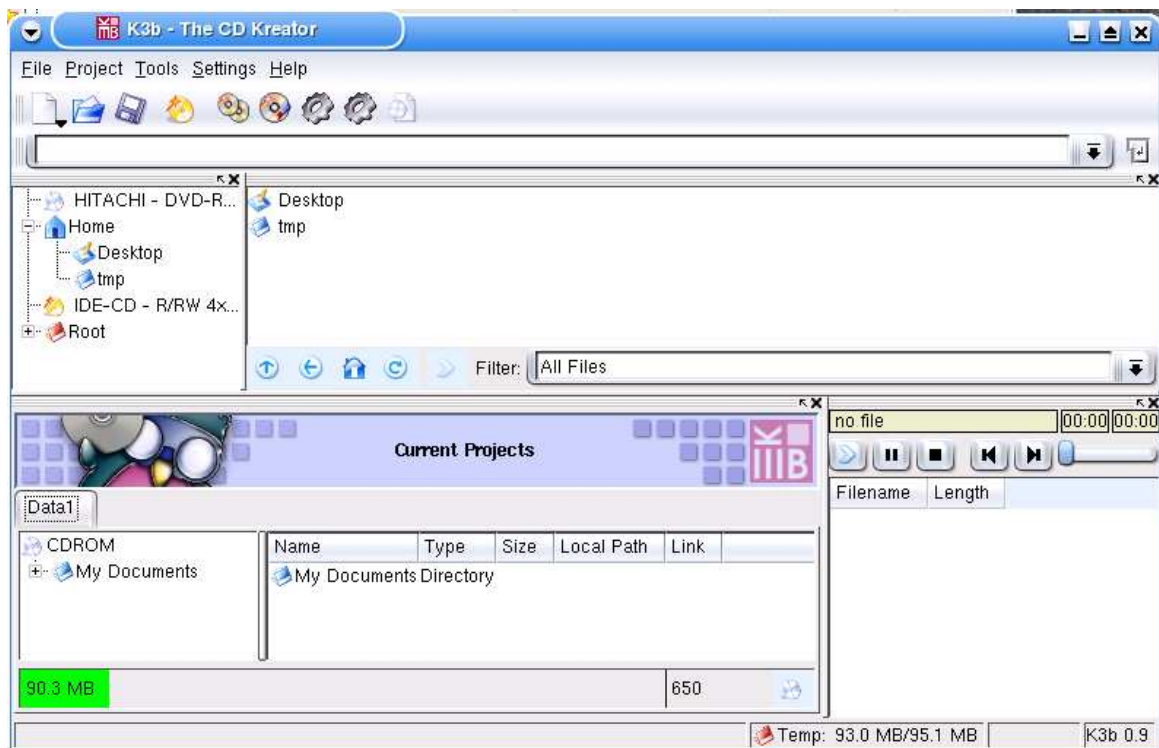 K3b - The CD Kreator
File Project Tools Settings Help
HITACHI - DVD-R...
Home
Desktop
tmp
IDE-CD - R/RW 4x...
Root
Desktop
tmp
Filter: All Files
Current Projects
K3B
Data1
CDROM
My Documents
Name Type Size Local Path Link
My Documents Directory
90.3 MB 650
no file 00:00 00:00
Filename Length
Temp: 93.0 MB/95.1 MB K3b 0.9